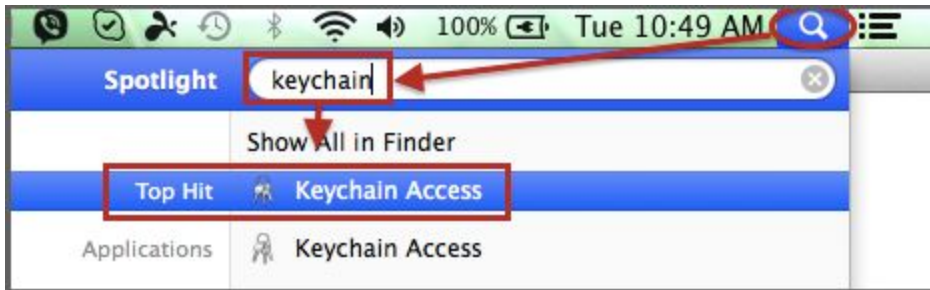 100% Tue 10:49 AM
Spotlight keychain
Show All in Finder
Top Hit Keychain Access
Applications Keychain Access